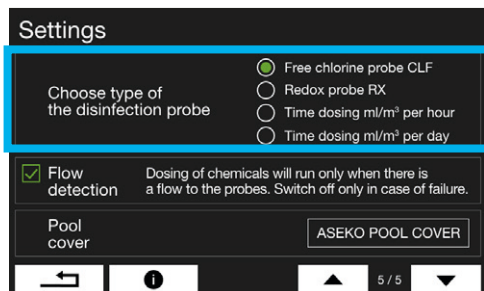 Settings
Choose type of
the disinfection probe
Free chlorine probe CLF
Redox probe RX
Time dosing ml/m³ per hour
Time dosing ml/m³ per day
Flow
detection
Dosing of chemicals will run only when there is
a flow to the probes. Switch off only in case of failure.
Pool
cover
ASEKO POOL COVER
i
5/5